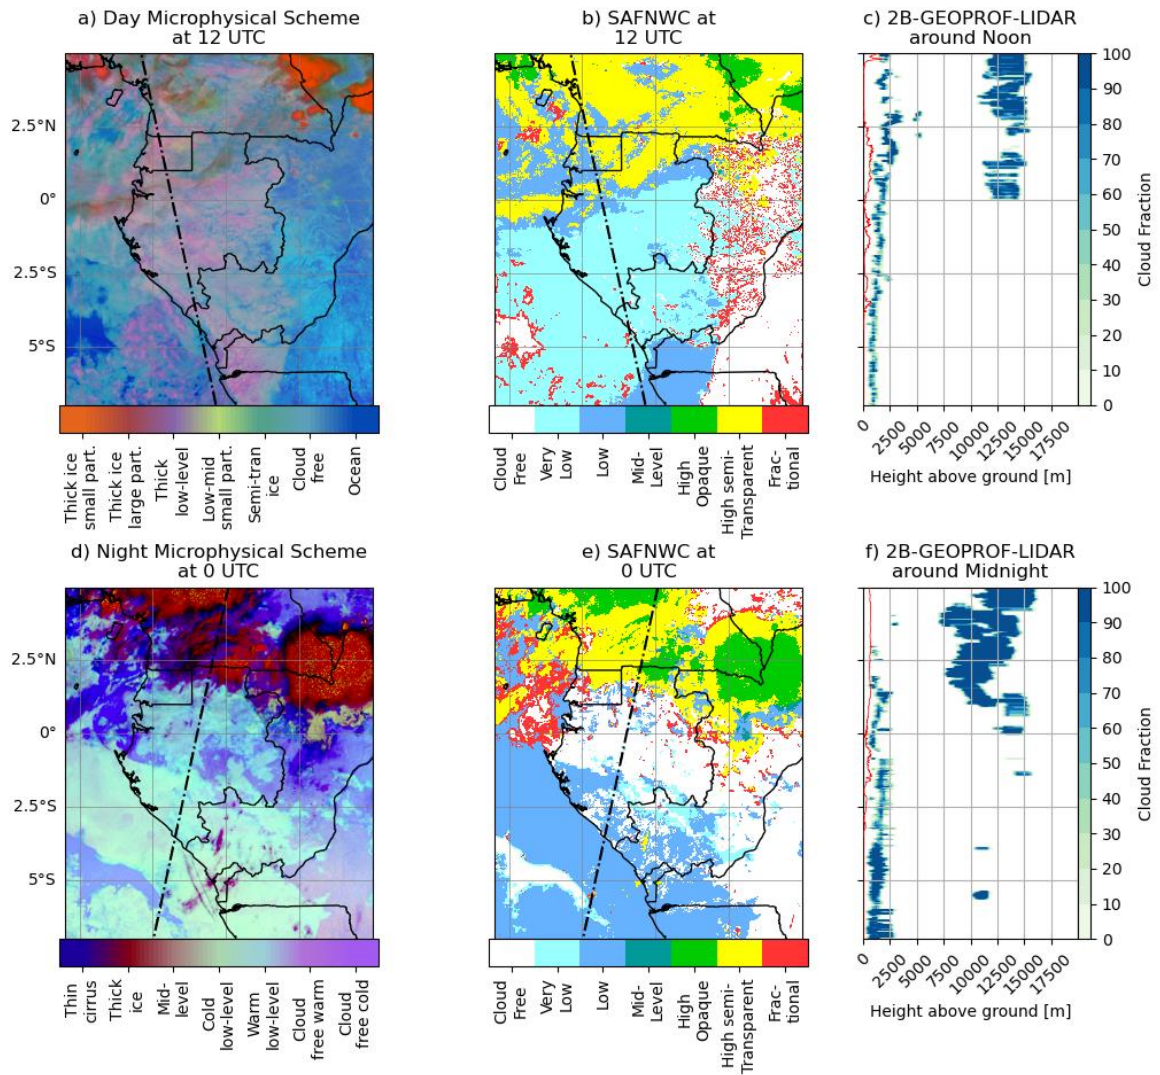 a) Day Microphysical Scheme
at 12 UTC
b) SAFNWC at
12 UTC
c) 2B-GEOPROF-LIDAR
around Noon
2.5°N
0°
2.5°S
5°S
Thick ice
small part.
Thick ice
large part.
Thick
low-level
Low-mid
small part.
Semi-tran
ice
Cloud
free
Ocean
Cloud
Free
Very
Low
Low
Mid-
Level
High
Opaque
High semi-
Transparent
Frac-
tional
0
2500
5000
7500
10000
12500
15000
17500
Height above ground [m]
100
90
80
70
60
50
40
30
20
10
0
Cloud Fraction
d) Night Microphysical Scheme
at 0 UTC
e) SAFNWC at
0 UTC
f) 2B-GEOPROF-LIDAR
around Midnight
2.5°N
0°
2.5°S
5°S
Thin
cirrus
Thick
ice
Mid-
level
Cold
low-level
Warm
low-level
Cloud
free warm
Cloud
free cold
Cloud
Free
Very
Low
Low
Mid-
Level
High
Opaque
High semi-
Transparent
Frac-
tional
0
2500
5000
7500
10000
12500
15000
17500
Height above ground [m]
100
90
80
70
60
50
40
30
20
10
0
Cloud Fraction